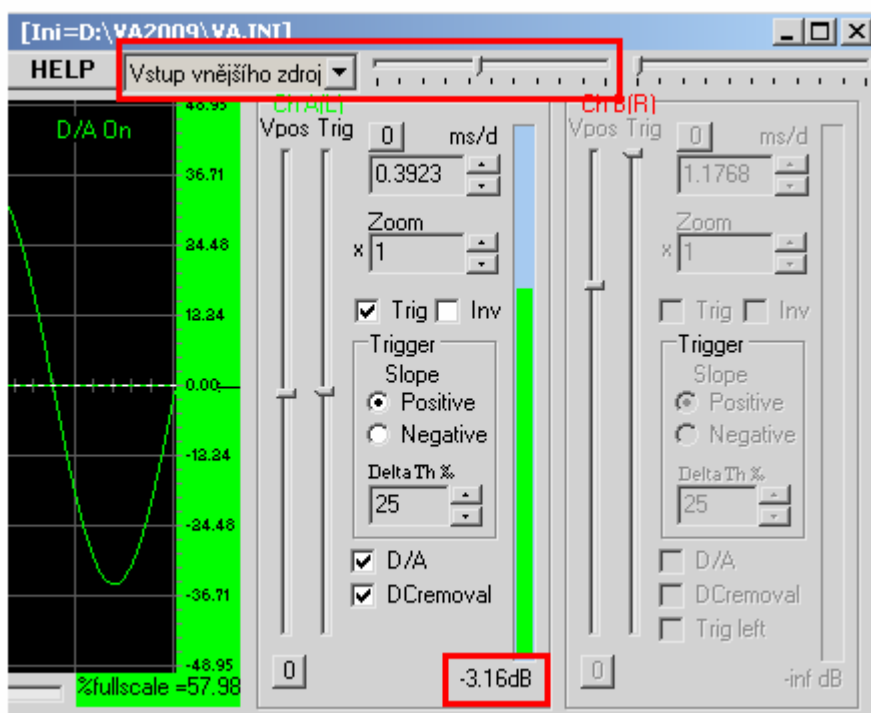 [Ini=D:\VA2009\VA.INI]
HELP
Vstup vnějšího zdroj
D/A On
48.95
36.71
24.48
12.24
0.00
-12.24
-24.48
-36.71
-48.95
%fullscale =57.98
Ch A(L)
Vpos Trig
0
ms/d
0.3923
Zoom
x 1
Trig
Inv
Trigger
Slope
Positive
Negative
Delta Th %
25
D/A
DCremoval
0
-3.16dB
Ch B(R)
Vpos Trig
0
ms/d
1.1768
Zoom
x 1
Trig
Inv
Trigger
Slope
Positive
Negative
Delta Th %
25
D/A
DCremoval
Trig left
0
-inf dB